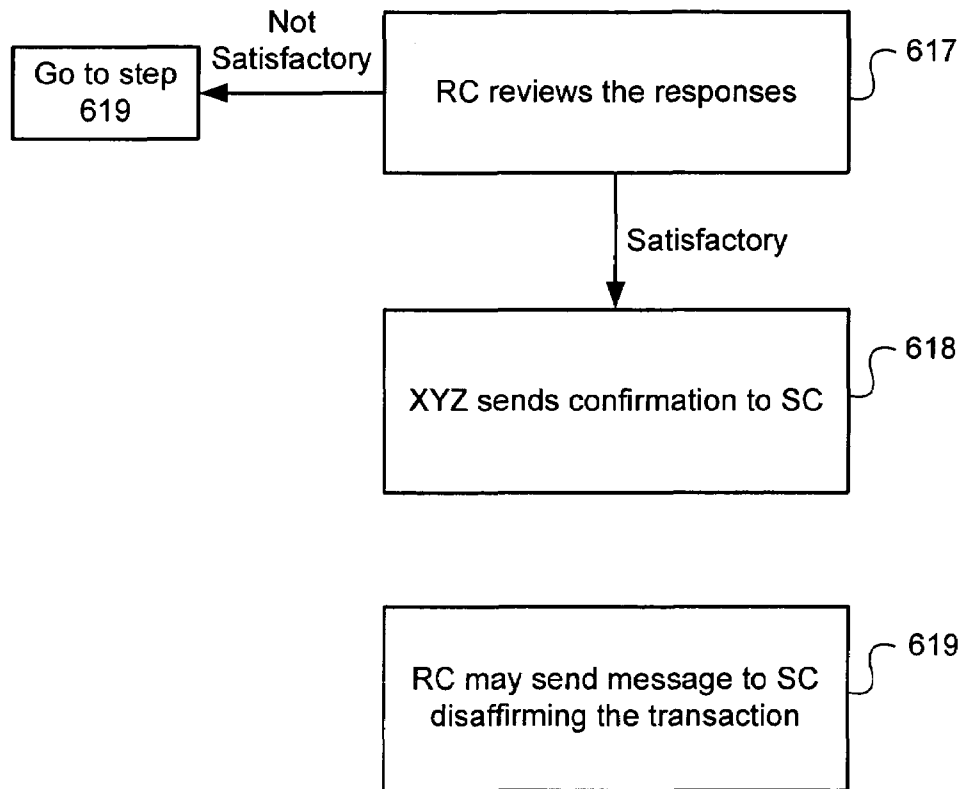 Not
Satisfactory
Go to step
619
RC reviews the responses
617
Satisfactory
XYZ sends confirmation to SC
618
RC may send message to SC
disaffirming the transaction
619